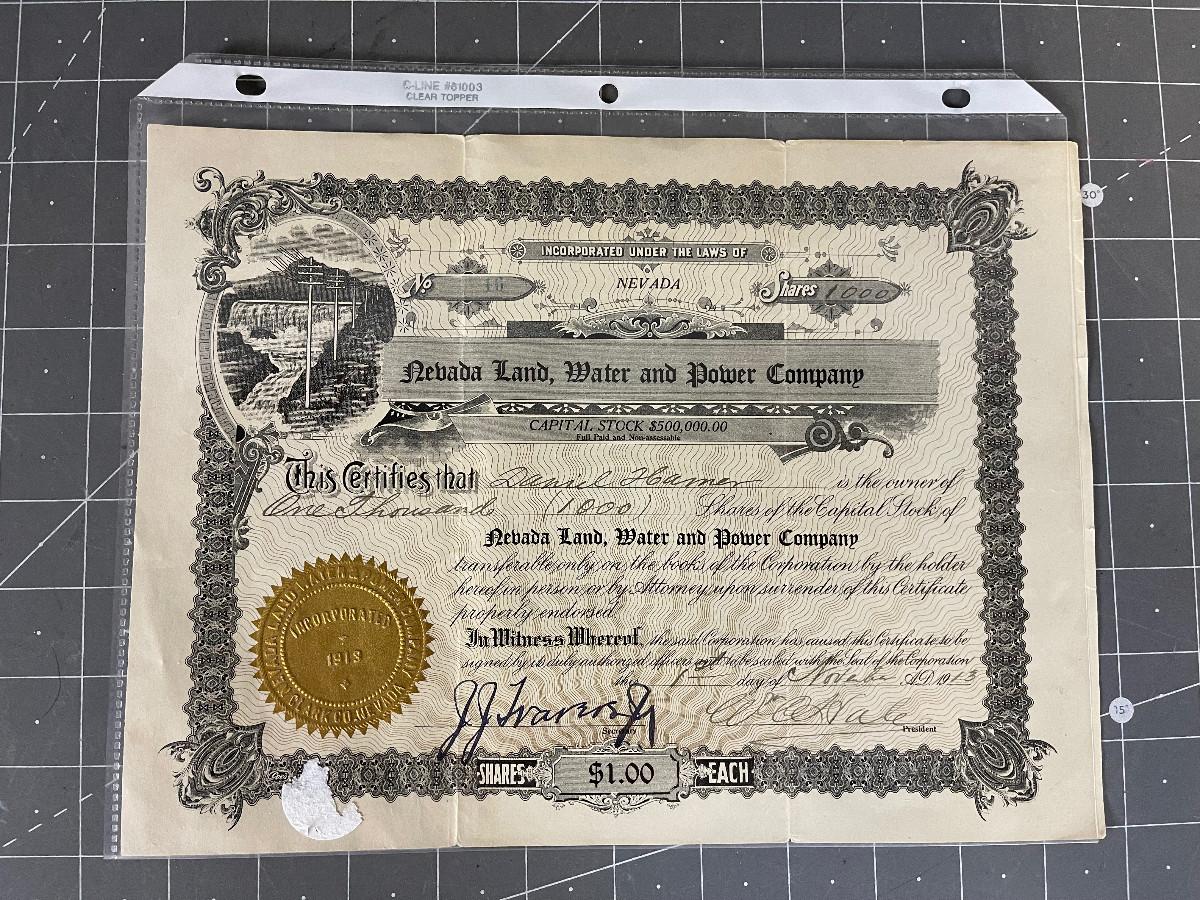 C-LINE #61003
CLEAR TOPPER
30°
INCORPORATED UNDER THE LAWS OF
No 10
NEVADA
Shares 1000
Nevada Land, Water and Power Company
CAPITAL STOCK $500,000.00
Full Paid and Non-assessable
This Certifies that Daniel Hamer is the owner of
One Thousand (1000) Shares of the Capital Stock of
Nevada Land, Water and Power Company
transferable only on the books of the Corporation by the holder
hereof in person or by Attorney upon surrender of this Certificate
properly endorsed.
In Witness Whereof, the said Corporation has caused this Certificate to be
signed by its duly authorized officers and to be sealed with the Seal of the Corporation
this 1st day of A.D. 1913
15°
INCORPORATED
1913
Secretary
President
SHARES $1.00 EACH